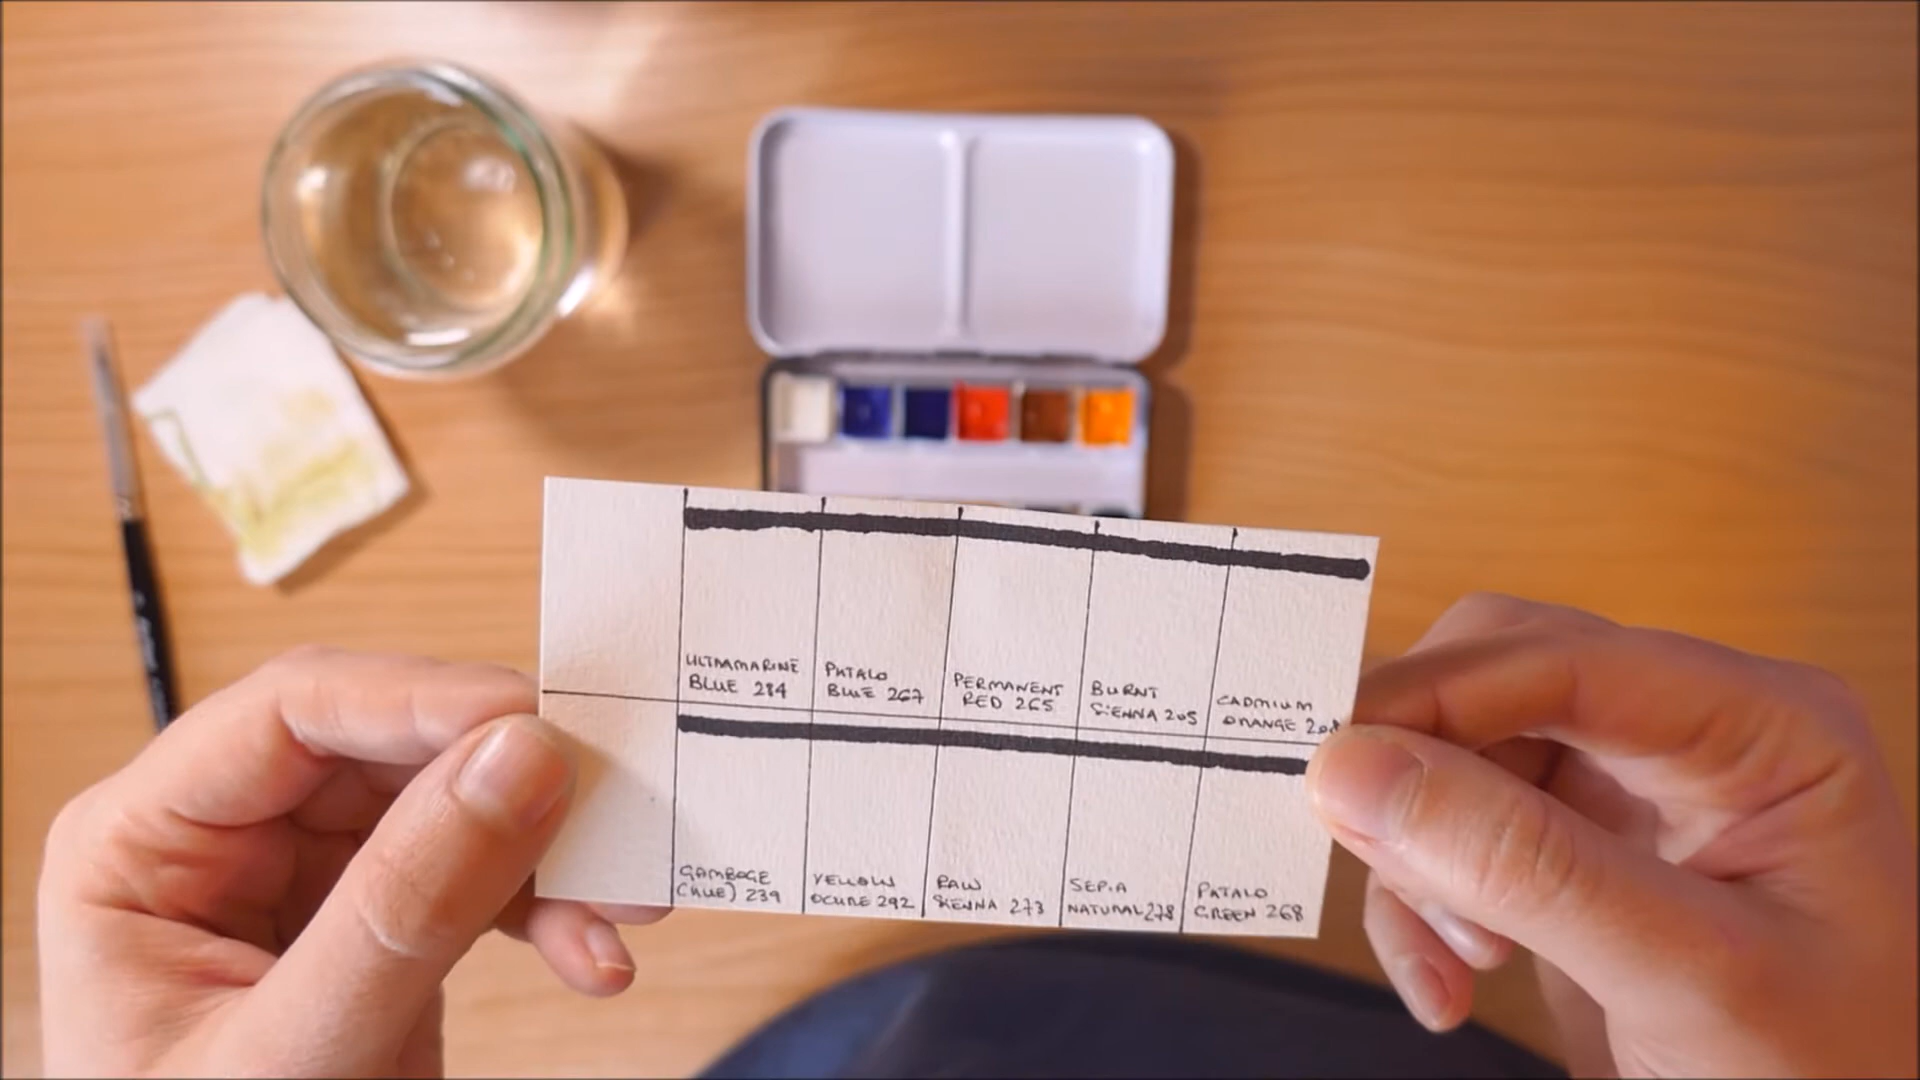 ULTRAMARINE
BLUE 284
PHTALO
BLUE 267
PERMANENT
RED 265
BURNT
SIENNA 205
CADMIUM
ORANGE
GAMBOGE
(HUE) 239
YELLOW
OCURE 292
RAW
SIENNA 273
SEPIA
NATURAL 278
PHTALO
GREEN 268